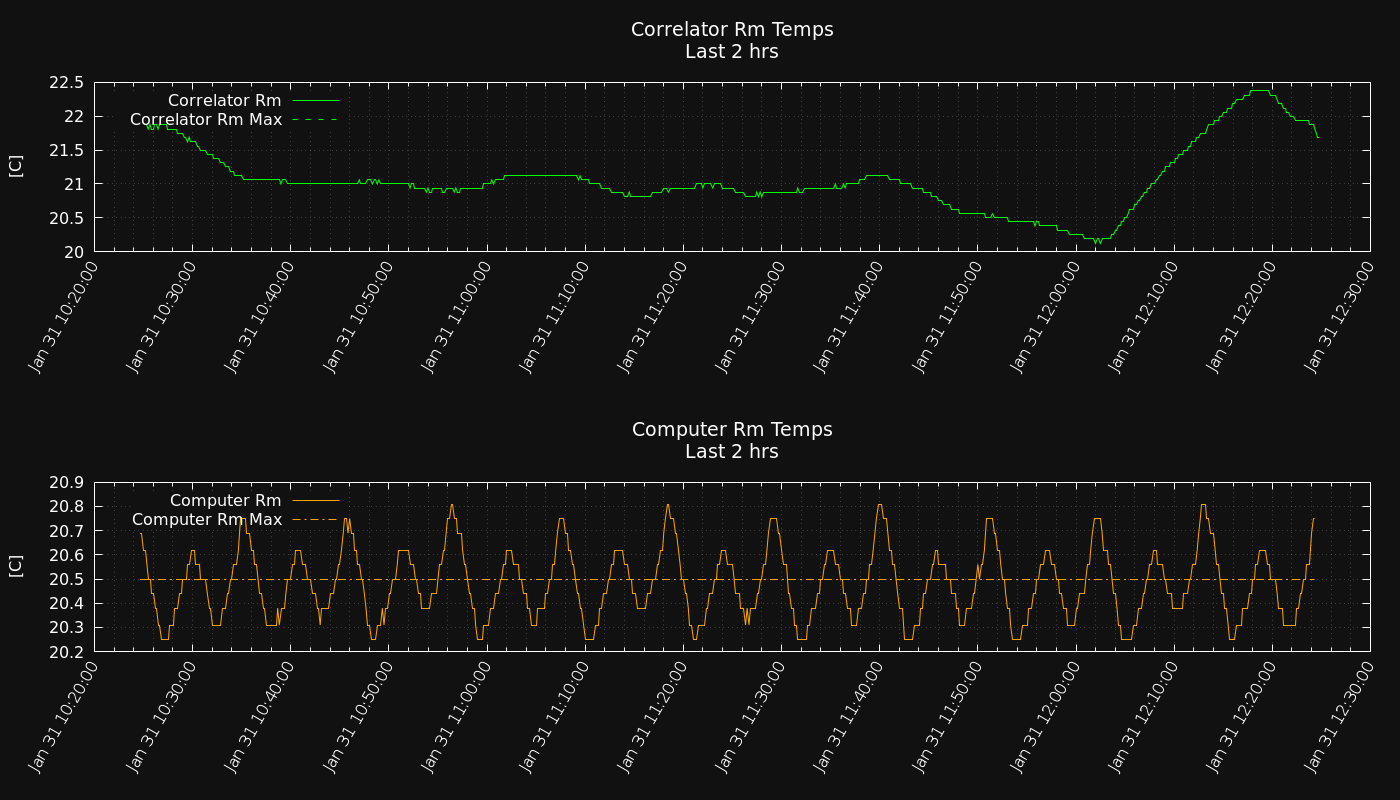 Correlator Rm Temps
Last 2 hrs
Correlator Rm
Correlator Rm Max
[C]
22.5
22
21.5
21
20.5
20
Jan 31 10:20:00
Jan 31 10:30:00
Jan 31 10:40:00
Jan 31 10:50:00
Jan 31 11:00:00
Jan 31 11:10:00
Jan 31 11:20:00
Jan 31 11:30:00
Jan 31 11:40:00
Jan 31 11:50:00
Jan 31 12:00:00
Jan 31 12:10:00
Jan 31 12:20:00
Jan 31 12:30:00
Computer Rm Temps
Last 2 hrs
Computer Rm
Computer Rm Max
[C]
20.9
20.8
20.7
20.6
20.5
20.4
20.3
20.2
Jan 31 10:20:00
Jan 31 10:30:00
Jan 31 10:40:00
Jan 31 10:50:00
Jan 31 11:00:00
Jan 31 11:10:00
Jan 31 11:20:00
Jan 31 11:30:00
Jan 31 11:40:00
Jan 31 11:50:00
Jan 31 12:00:00
Jan 31 12:10:00
Jan 31 12:20:00
Jan 31 12:30:00